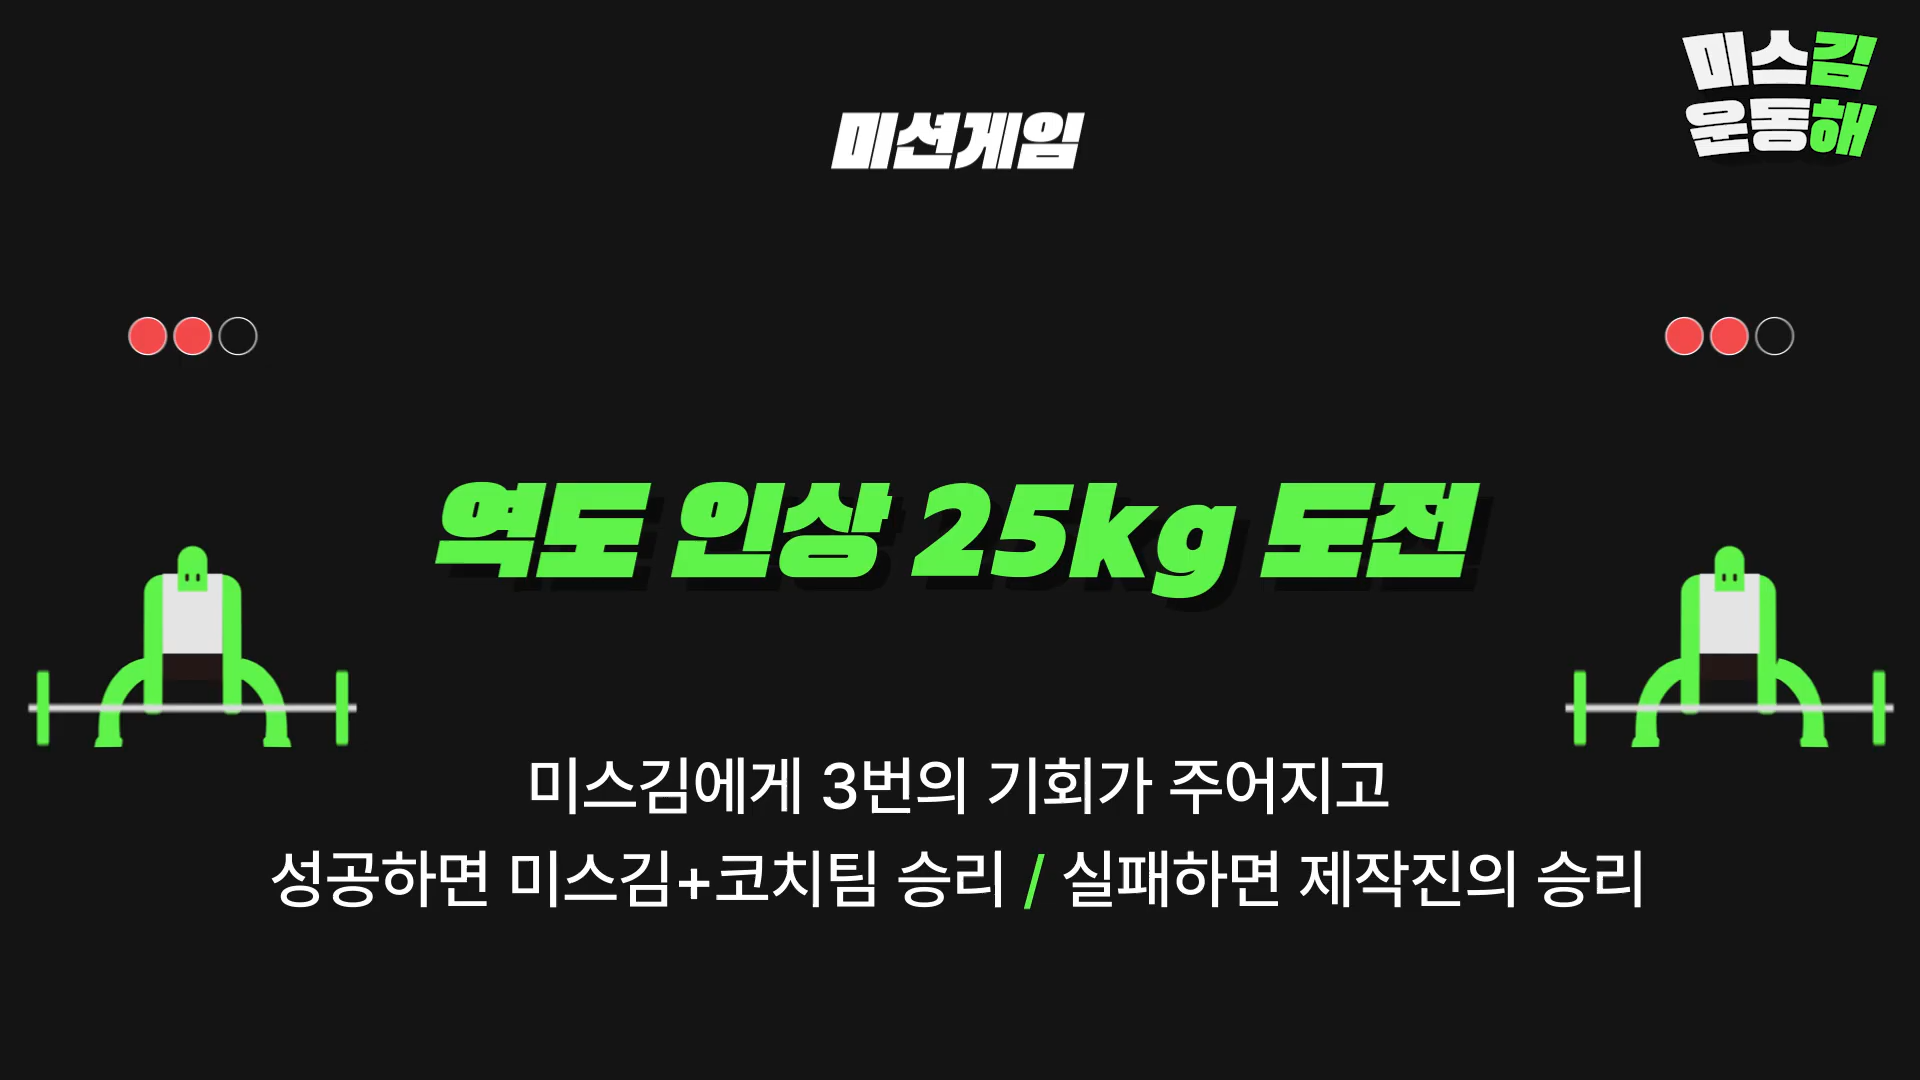 미스김
운동해
미션게임
역도 인상 25kg 도전
미스김에게 3번의 기회가 주어지고
성공하면 미스김+코치팀 승리 / 실패하면 제작진의 승리